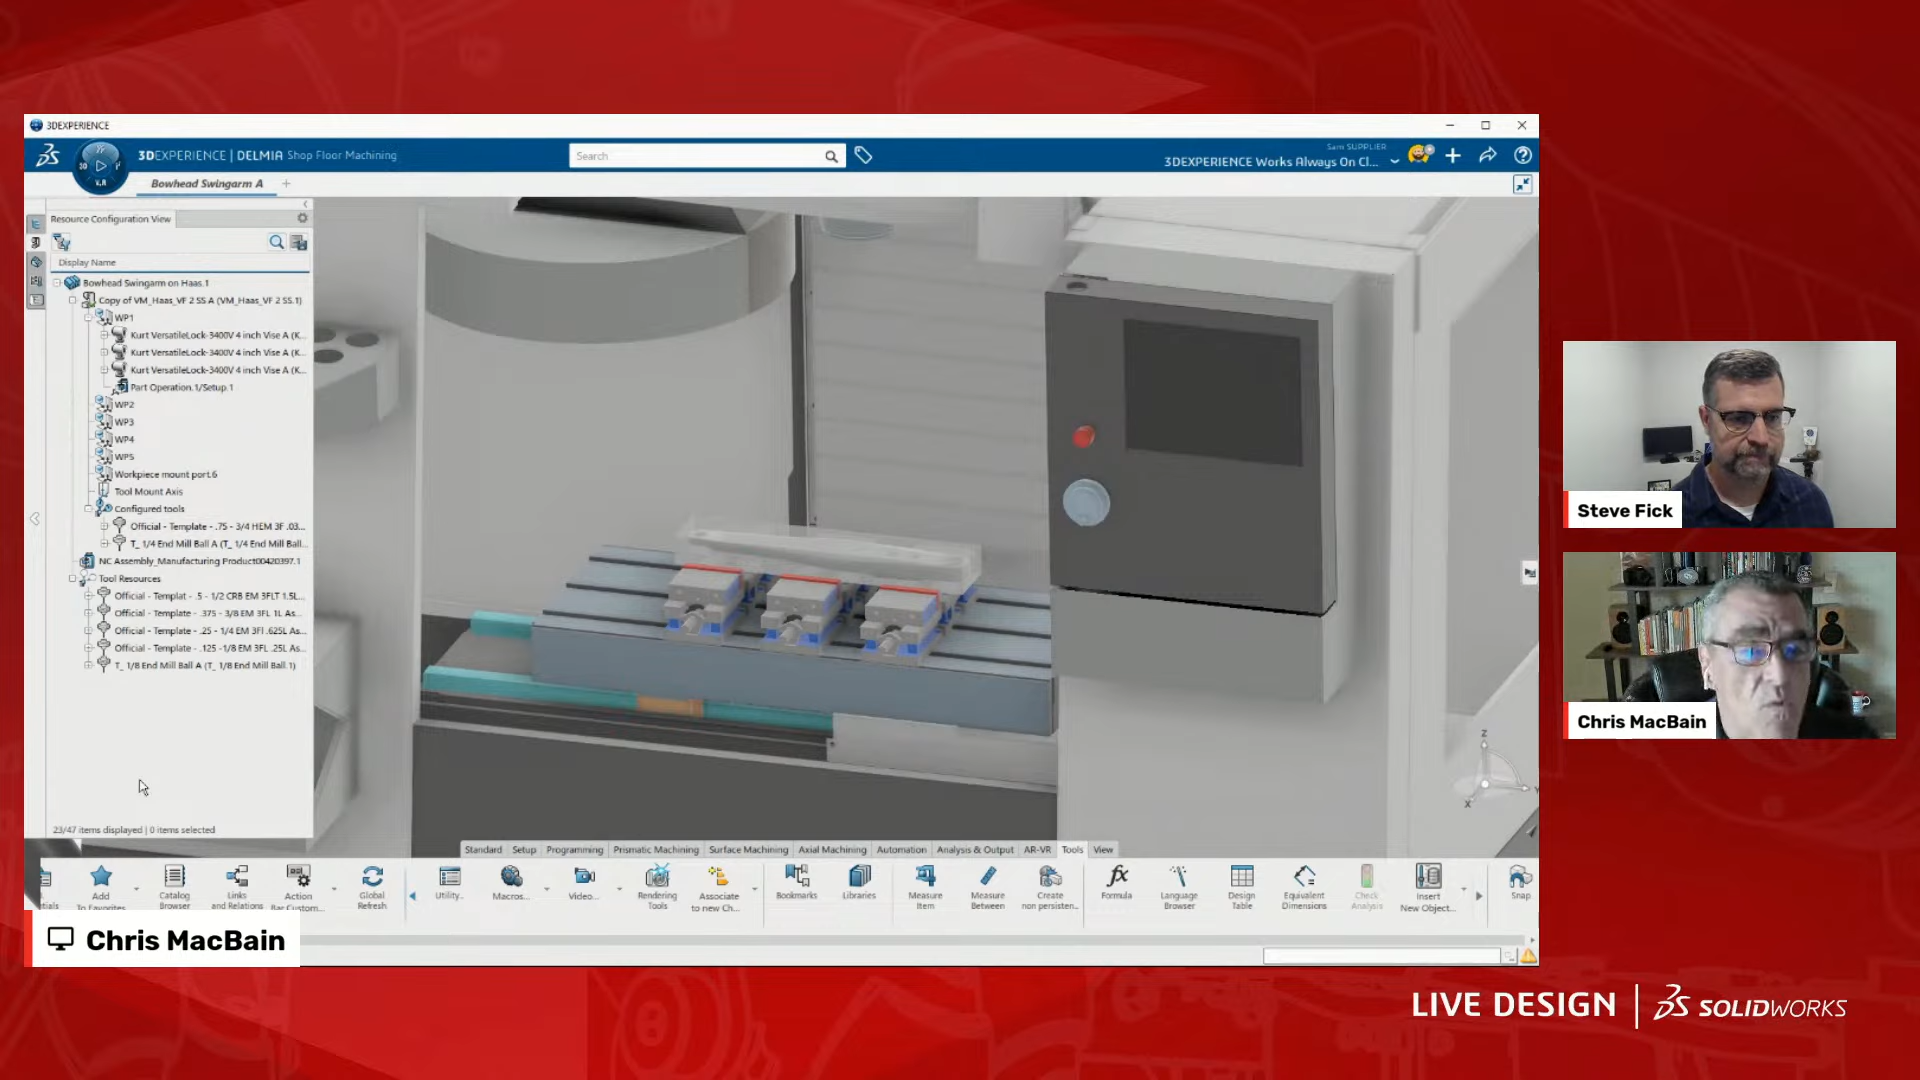 3DEXPERIENCE
3DEXPERIENCE | DELMIA Shop Floor Machining
Search
Sam SUPPLIER
3DEXPERIENCE Works Always On Cl...
Bowhead Swingarm A
Resource Configuration View
Display Name
Bowhead Swingarm on Haas.1
Copy of VM_Haas_VF 2 SS A (VM_Haas_VF 2 SS.1)
WP1
Kurt VersatileLock-3400V 4 inch Vise A (K...
Kurt VersatileLock-3400V 4 inch Vise A (K...
Kurt VersatileLock-3400V 4 inch Vise A (K...
Part Operation.1/Setup.1
WP2
WP3
WP4
WP5
Workpiece mount port.6
Tool Mount Axis
Configured tools
Official - Template - .75 - 3/4 HEM 3F .03...
T_ 1/4 End Mill Ball A (T_ 1/4 End Mill Ball...
NC Assembly_Manufacturing Product00420397.1
Tool Resources
Official - Templat - .5 - 1/2 CRB EM 3FLT 1.5L...
Official - Template - .375 - 3/8 EM 3FL 1L As...
Official - Template - .25 - 1/4 EM 3Fl .625L As...
Official - Template - .125 -1/8 EM 3FL .25L As...
T_ 1/8 End Mill Ball A (T_ 1/8 End Mill Ball.1)
23/47 items displayed | 0 items selected
Z
X
Standard Setup Programming Prismatic Machining Surface Machining Axial Machining Automation Analysis & Output AR-VR Tools View
Add To Favorites
Catalog Browser
Links and Relations
Action Bar Custom...
Global Refresh
Utility...
Macros...
Video...
Rendering Tools
Associate to new Ch...
Bookmarks
Libraries
Measure Item
Measure Between
Create non persisten...
Formula
Language Browser
Design Table
Equivalent Dimensions
Check Analysis
Insert New Object...
Snap
Chris MacBain
Steve Fick
Chris MacBain
LIVE DESIGN | SOLIDWORKS